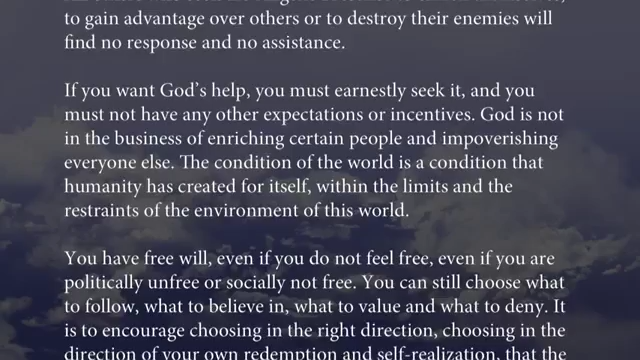 to gain advantage over others or to destroy their enemies will
find no response and no assistance.
If you want God’s help, you must earnestly seek it, and you
must not have any other expectations or incentives. God is not
in the business of enriching certain people and impoverishing
everyone else. The condition of the world is a condition that
humanity has created for itself, within the limits and the
restraints of the environment of this world.
You have free will, even if you do not feel free, even if you are
politically unfree or socially not free. You can still choose what
to follow, what to believe in, what to value and what to deny. It
is to encourage choosing in the right direction, choosing in the
direction of your own redemption and self-realization, that the